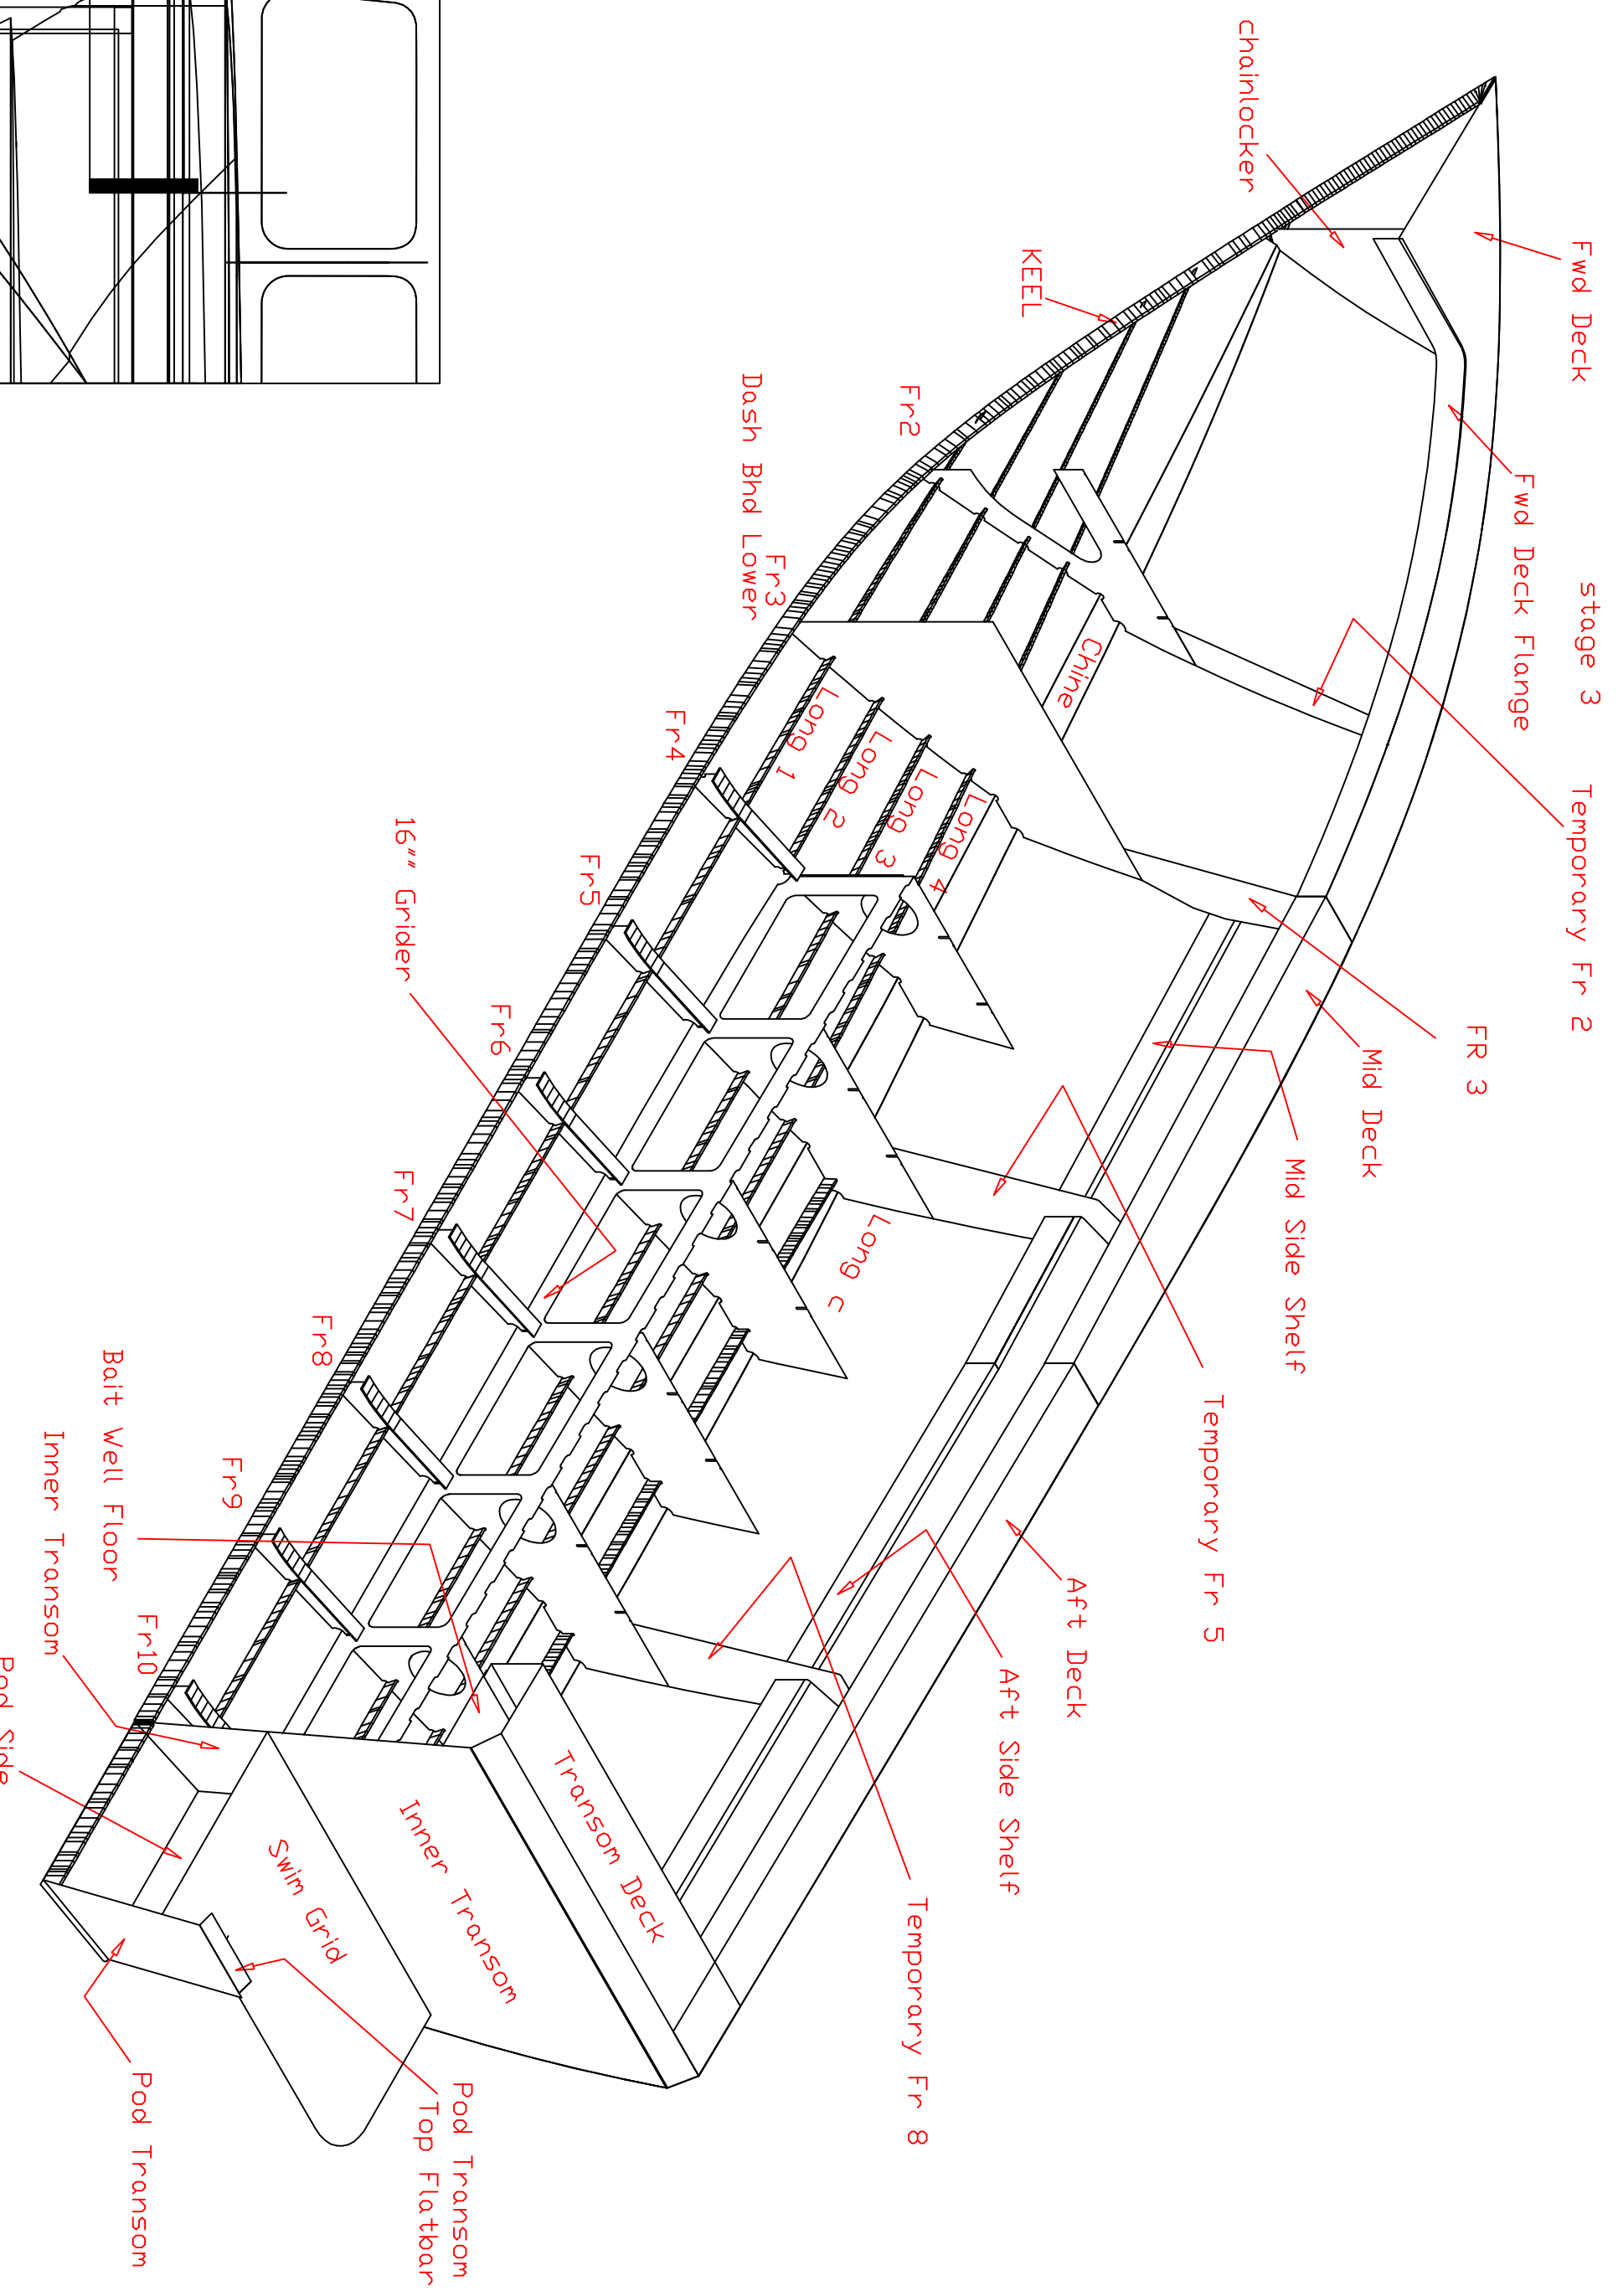 stage 3
Fwd Deck
Fwd Deck Flange
Temporary Fr 2
FR 3
Mid Deck
Mid Side Shelf
Temporary Fr 5
Aft Deck
Aft Side Shelf
Temporary Fr 8
chainlocker
KEEL
Fr2
Chine
Fr3
Dash Bhd Lower
Long 1
Long 2
Long 3
Long 4
Long c
Fr4
Fr5
16"" Grider
Fr6
Fr7
Fr8
Fr9
Fr10
Bait Well Floor
Inner Transom
Pod Side
Transom Deck
Inner Transom
Swim Grid
Pod Transom
Top Flatbar
Pod Transom